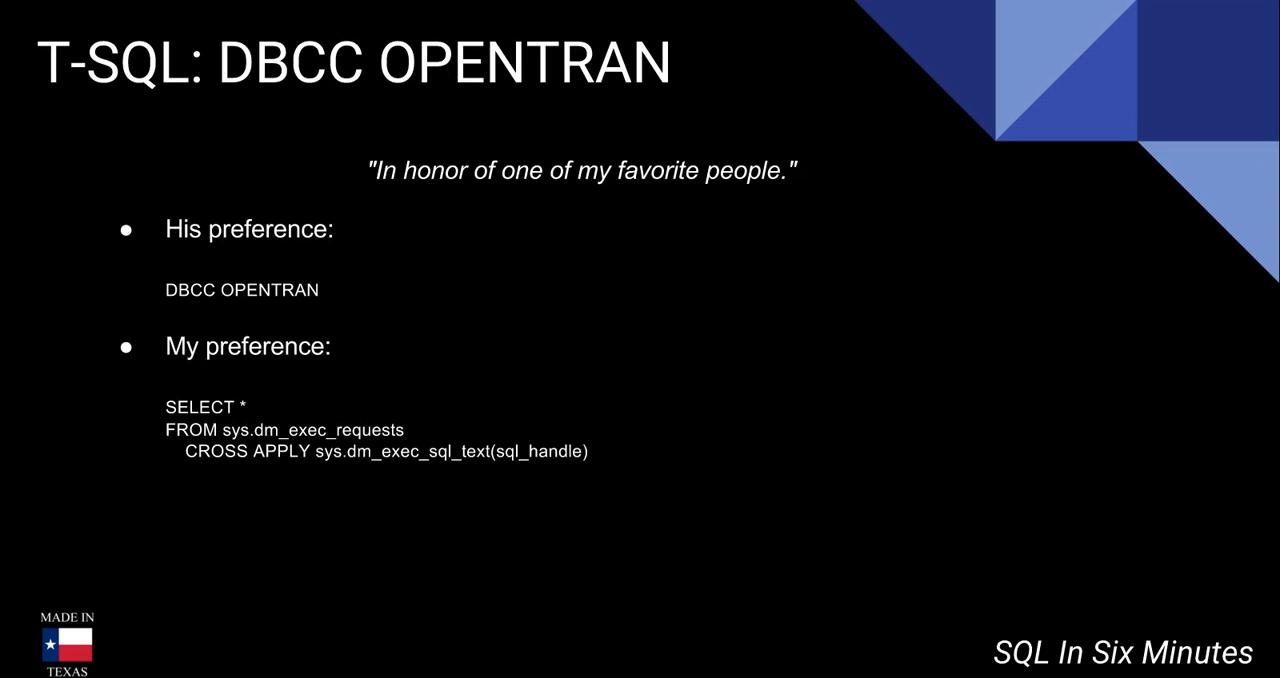 T-SQL: DBCC OPENTRAN
"In honor of one of my favorite people."
● His preference:
DBCC OPENTRAN
● My preference:
SELECT *
FROM sys.dm_exec_requests
CROSS APPLY sys.dm_exec_sql_text(sql_handle)
MADE IN
TEXAS
SQL In Six Minutes